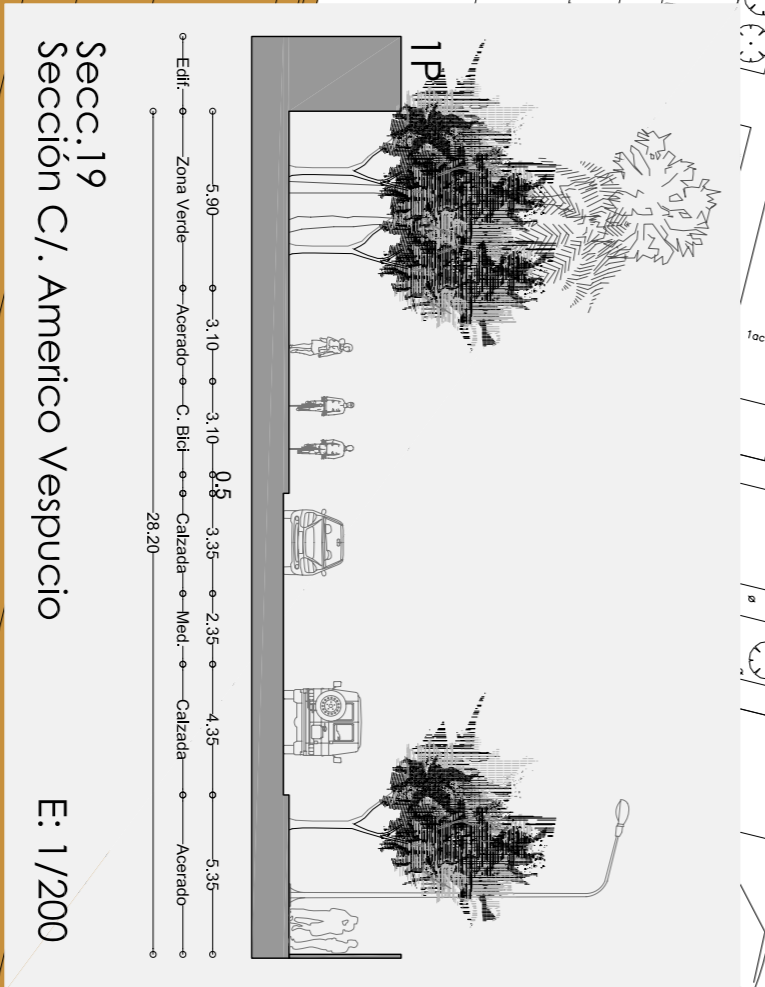 1P
Edif. Zona Verde Acerado C. Bici Calzada Med. Calzada Acerado
5.90 3.10 3.10 0.5 3.35 2.35 4.35 5.35
28.20
Secc.19
Sección C/. Americo Vespucio E: 1/200
1ac
ø